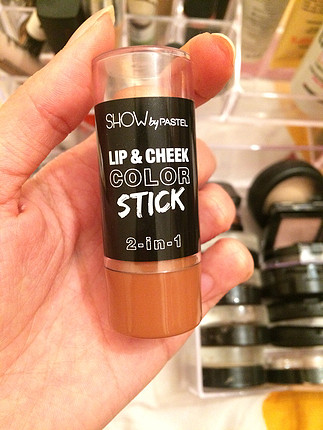 SHOW by PASTEL
LIP & CHEEK
COLOR
STICK
2-in-1